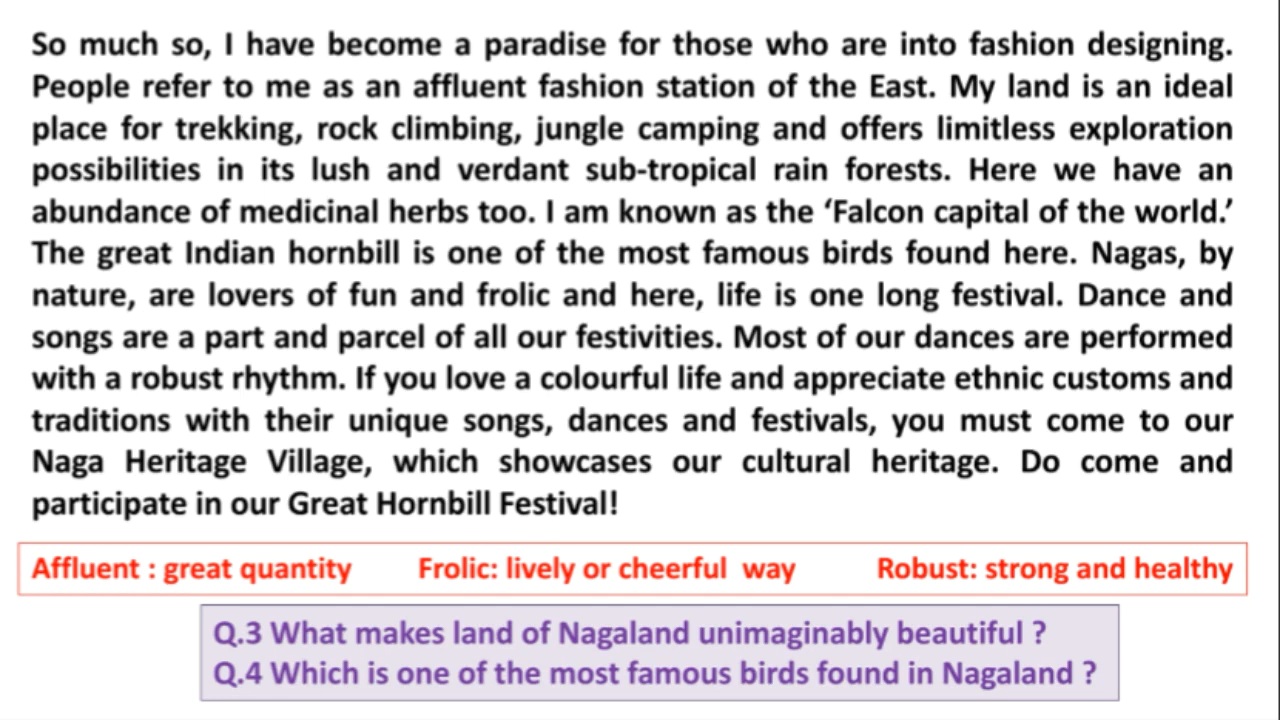 So much so, I have become a paradise for those who are into fashion designing.
People refer to me as an affluent fashion station of the East. My land is an ideal
place for trekking, rock climbing, jungle camping and offers limitless exploration
possibilities in its lush and verdant sub-tropical rain forests. Here we have an
abundance of medicinal herbs too. I am known as the ‘Falcon capital of the world.’
The great Indian hornbill is one of the most famous birds found here. Nagas, by
nature, are lovers of fun and frolic and here, life is one long festival. Dance and
songs are a part and parcel of all our festivities. Most of our dances are performed
with a robust rhythm. If you love a colourful life and appreciate ethnic customs and
traditions with their unique songs, dances and festivals, you must come to our
Naga Heritage Village, which showcases our cultural heritage. Do come and
participate in our Great Hornbill Festival!
Affluent : great quantity Frolic: lively or cheerful way Robust: strong and healthy
Q.3 What makes land of Nagaland unimaginably beautiful ?
Q.4 Which is one of the most famous birds found in Nagaland ?